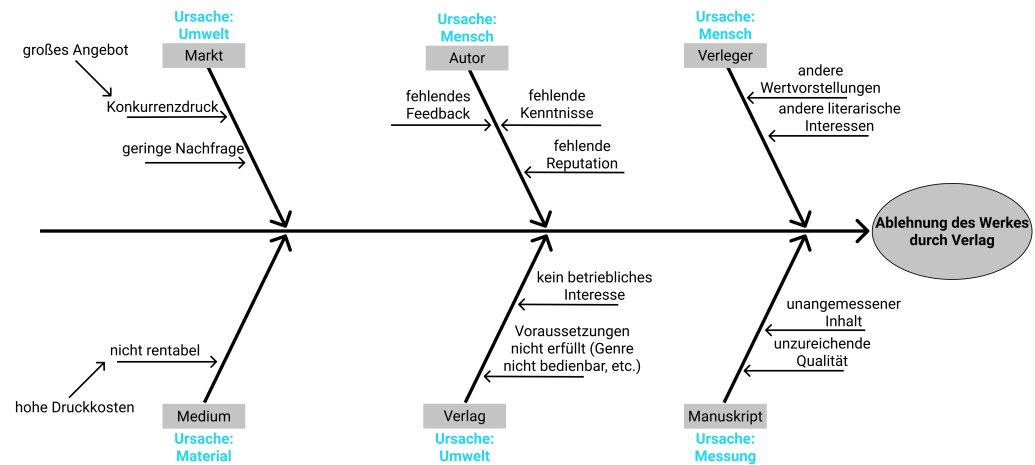 Ursache:
Umwelt
Markt
großes Angebot
Konkurrenzdruck
geringe Nachfrage
Ursache:
Mensch
Autor
fehlendes
Feedback
fehlende
Kenntnisse
fehlende
Reputation
Ursache:
Mensch
Verleger
andere
Wertvorstellungen
andere literarische
Interessen
Ablehnung des Werkes
durch Verlag
nicht rentabel
hohe Druckkosten
Medium
Ursache:
Material
kein betriebliches
Interesse
Voraussetzungen
nicht erfüllt (Genre
nicht bedienbar, etc.)
Verlag
Ursache:
Umwelt
unangemessener
Inhalt
unzureichende
Qualität
Manuskript
Ursache:
Messung